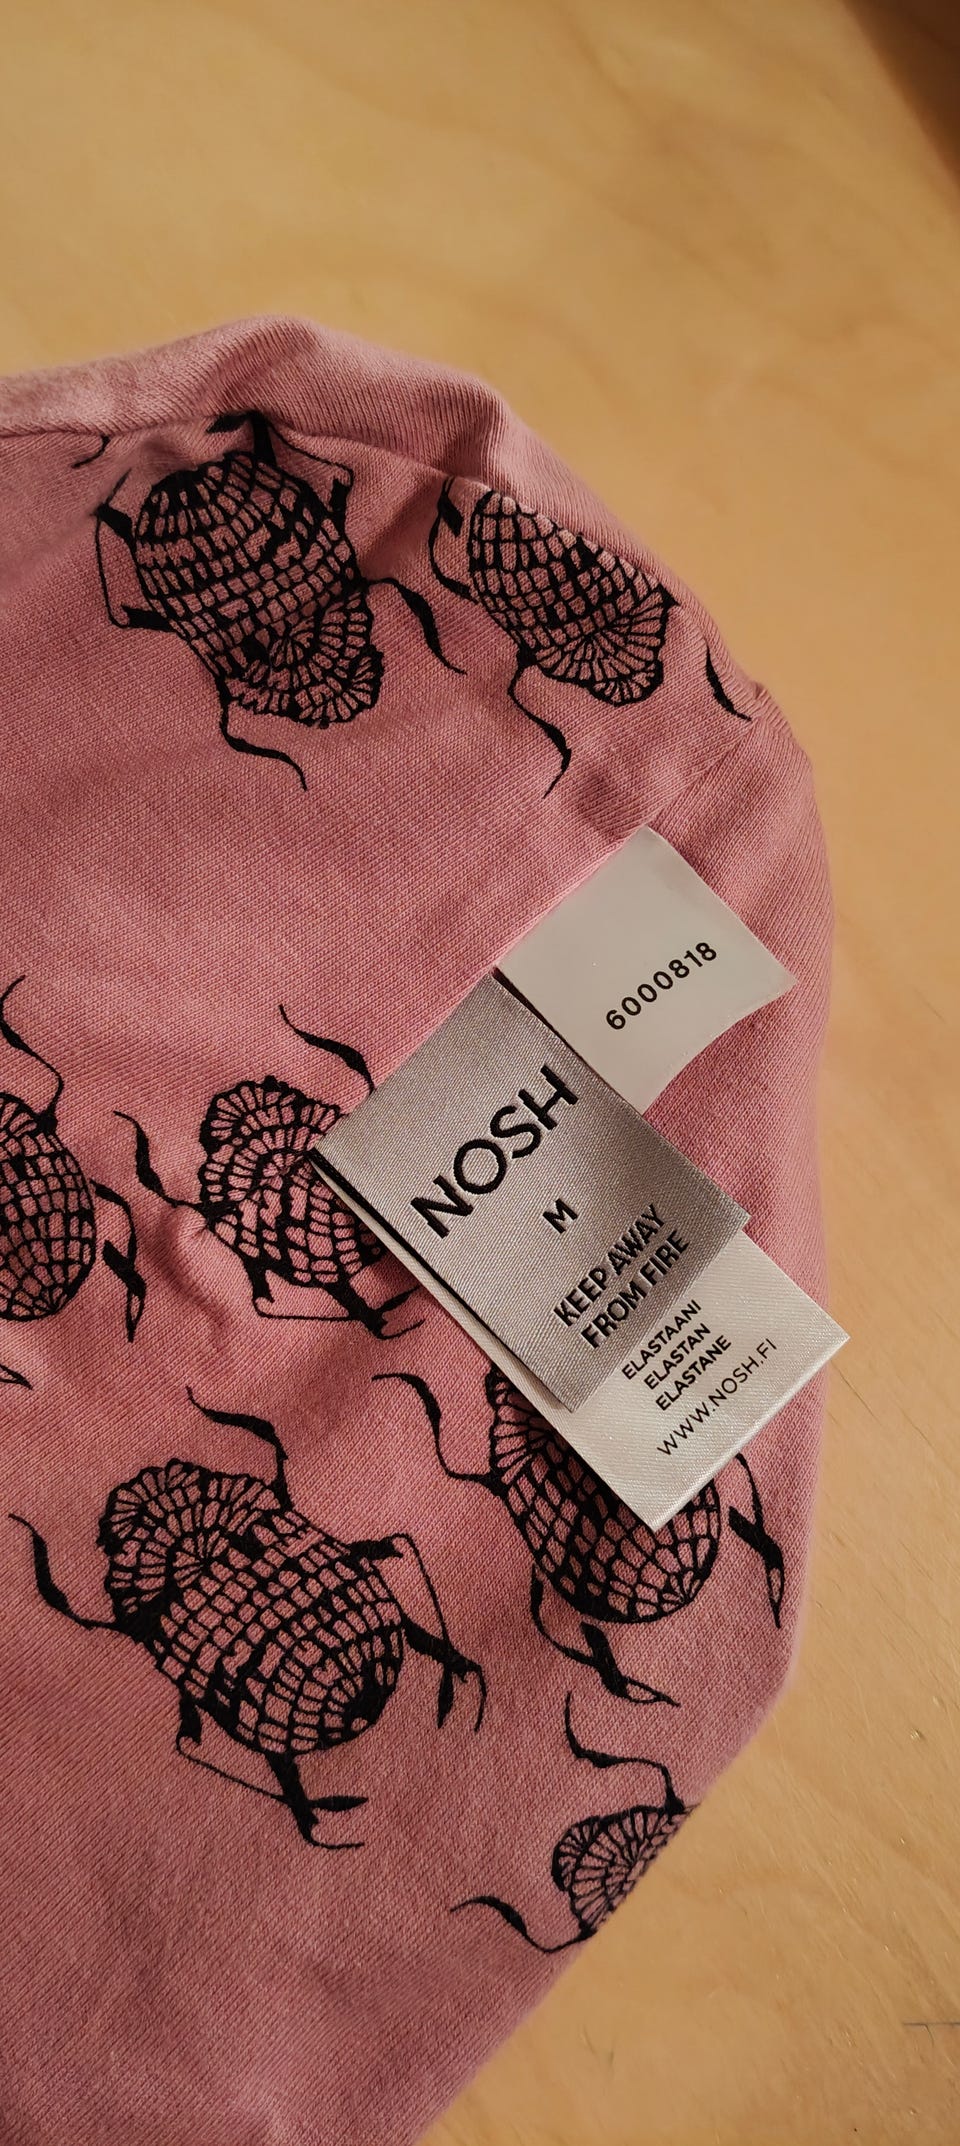 6000818
NOSH
M
KEEP AWAY
FROM FIRE
ELASTAANI
ELASTAN
ELASTANE
WWW.NOSH.FI